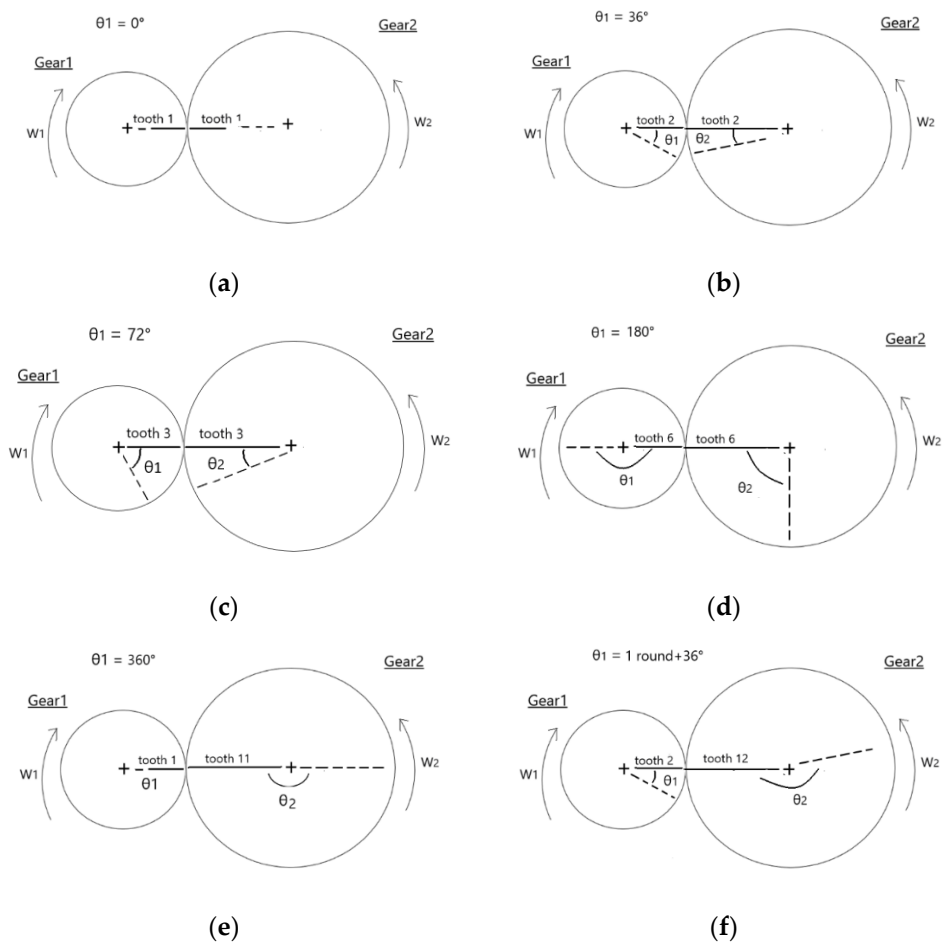 θ1 = 0°
Gear2
Gear1
tooth 1 tooth 1
W1
W2
(a)
θ1 = 36°
Gear2
Gear1
tooth 2 tooth 2
W1
θ1 θ2
W2
(b)
θ1 = 72°
Gear2
Gear1
tooth 3 tooth 3
W1
θ1 θ2
W2
(c)
θ1 = 180°
Gear2
Gear1
tooth 6 tooth 6
W1
θ1
θ2
W2
(d)
θ1 = 360°
Gear2
Gear1
tooth 1 tooth 11
W1
θ1
θ2
W2
(e)
θ1 = 1 round+36°
Gear2
Gear1
tooth 2 tooth 12
W1
θ1
θ2
W2
(f)